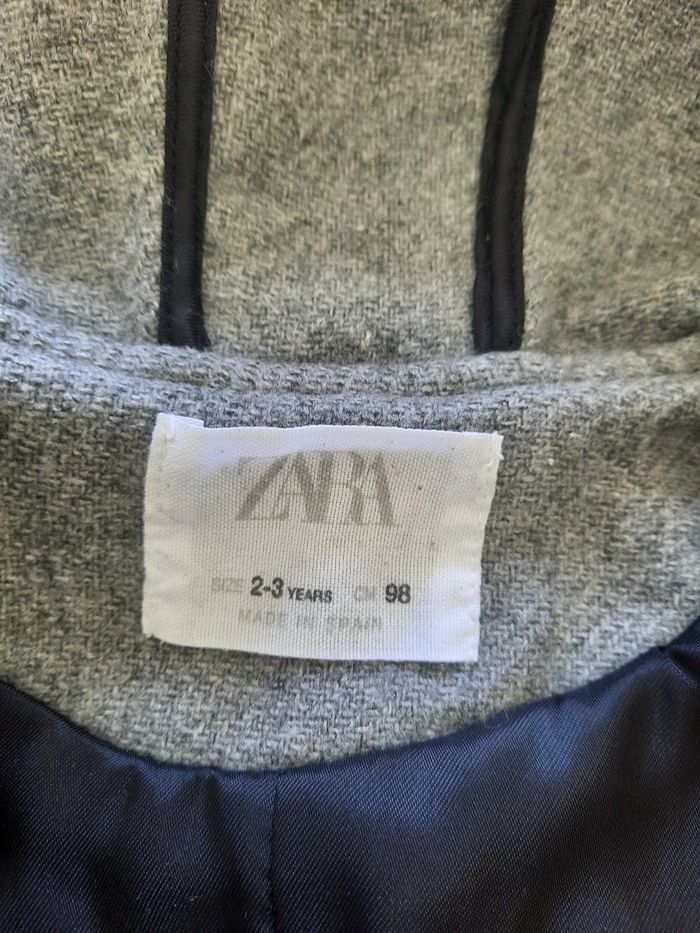 ZARA
SIZE 2-3 YEARS CM 98
MADE IN SPAIN